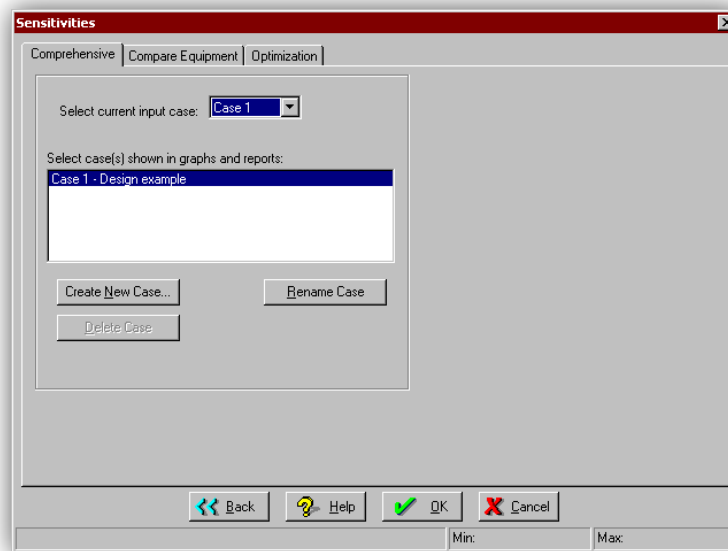 Sensitivities
Comprehensive Compare Equipment Optimization
Select current input case: Case 1
Select case(s) shown in graphs and reports:
Case 1 - Design example
Create New Case... Rename Case
Delete Case
Back Help OK Cancel
Min: Max: